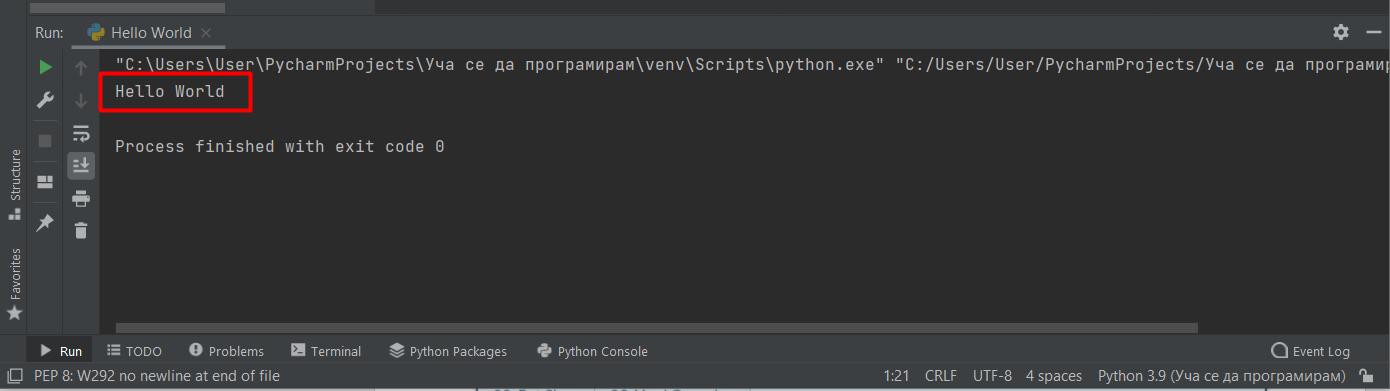 Run: Hello World
"C:\Users\User\PycharmProjects\Уча се да програмирам\venv\Scripts\python.exe" "C:/Users/User/PycharmProjects/Уча се да
Hello World
Process finished with exit code 0
Structure
Favorites
Run TODO Problems Terminal Python Packages Python Console Event Log
PEP 8: W292 no newline at end of file 1:21 CRLF UTF-8 4 spaces Python 3.9 (Уча се да програмирам)